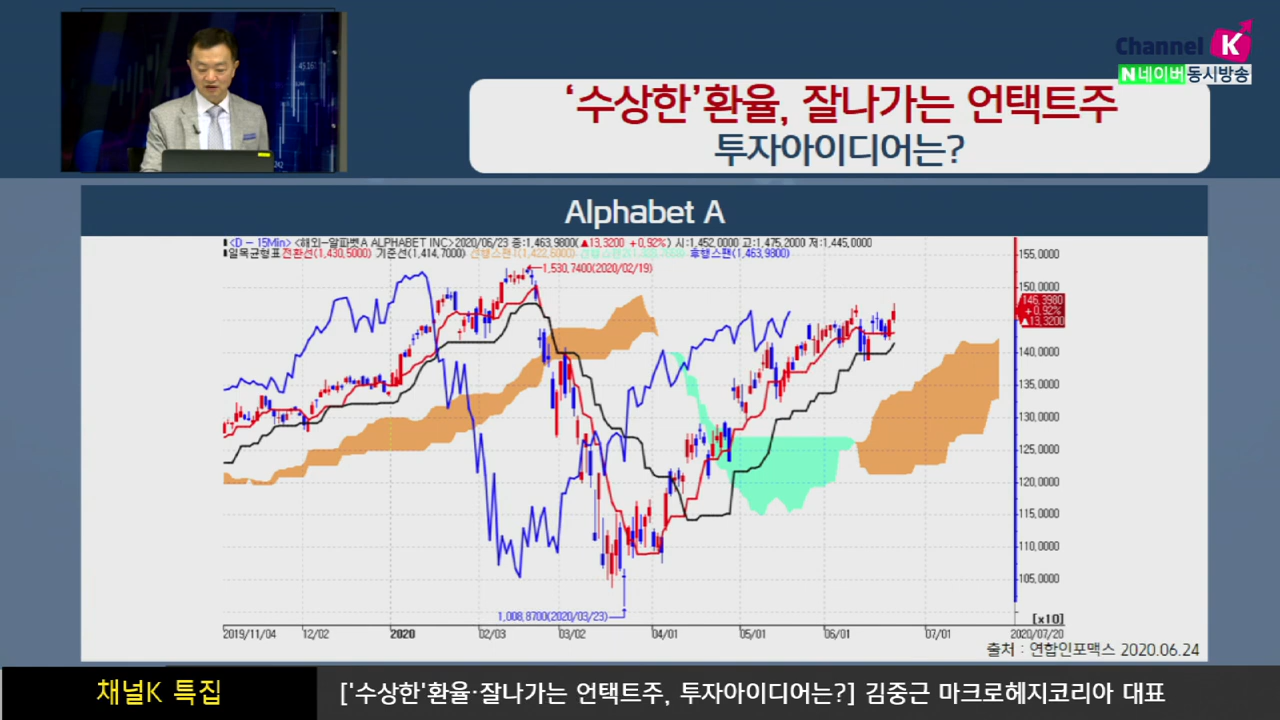 Channel K
N 네이버 동시방송
‘수상한’환율, 잘나가는 언택트주
투자아이디어는?
Alphabet A
<D - 15Min> <해외-알파벳A ALPHABET INC>2020/06/23 종:1,463,9800(▲13,3200 +0,92%) 시:1,452,0000 고:1,475,2000 저:1,445,0000
일목균형표 전환선(1,430,5000) 기준선(1,414,7000) 후행스팬(1,463,9800)
1,530,7400(2020/02/19)
155,0000
150,0000
146,3980
+0,92%
▲13,3200
140,0000
135,0000
130,0000
125,0000
120,0000
115,0000
110,0000
105,0000
1,008,8700(2020/03/23)
[x10]
2019/11/04 12/02 2020 02/03 03/02 04/01 05/01 06/01 07/01 2020/07/20
출처 : 연합인포맥스 2020.06.24
채널K 특집
['수상한'환율·잘나가는 언택트주, 투자아이디어는?] 김중근 마크로헤지코리아 대표